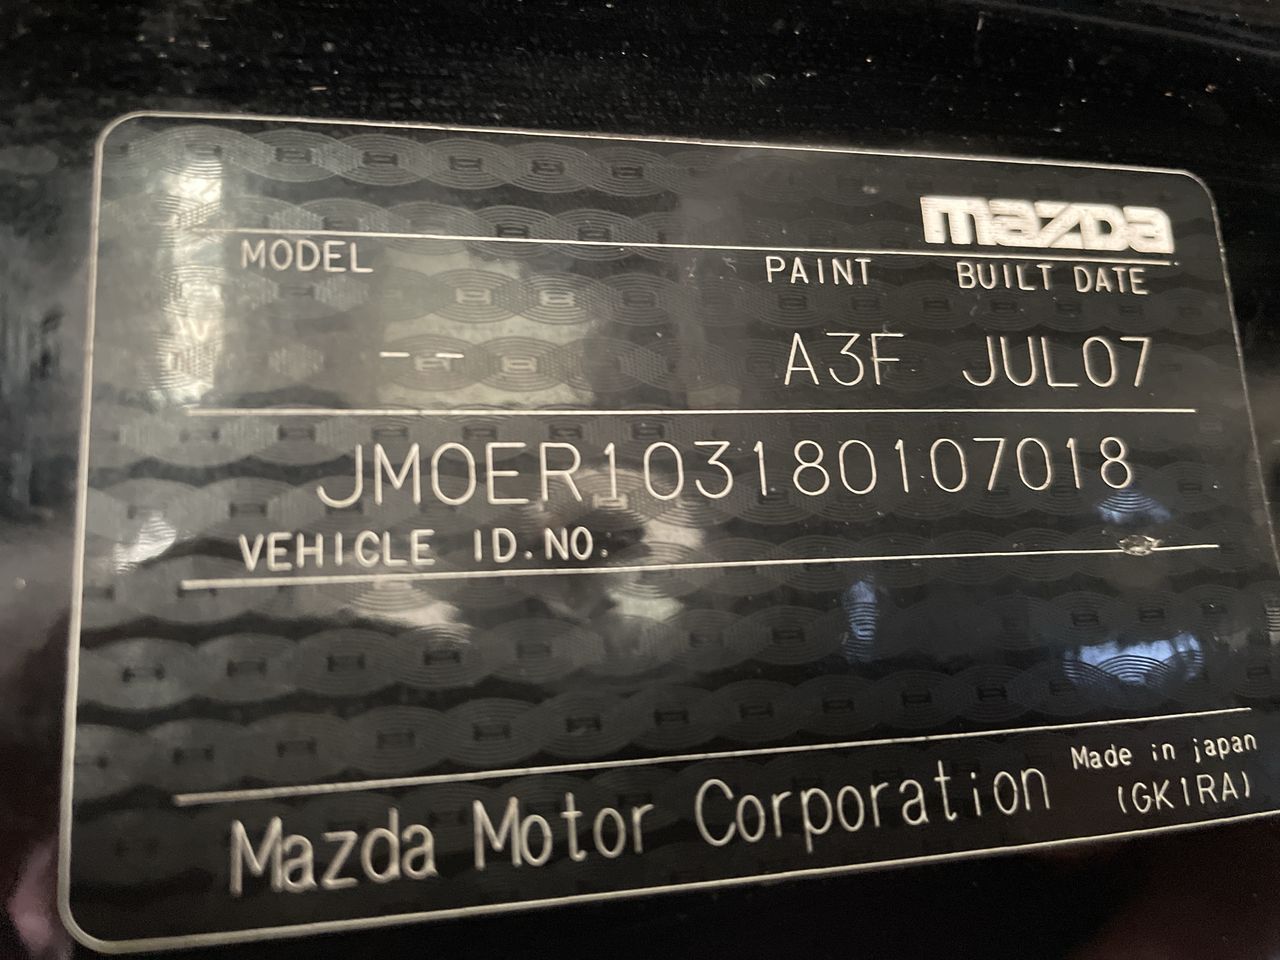 mazda
MODEL PAINT BUILT DATE
- - A3F JUL07
JM0ER103180107018
VEHICLE ID.NO.
Mazda Motor Corporation
Made in japan
(GK1RA)